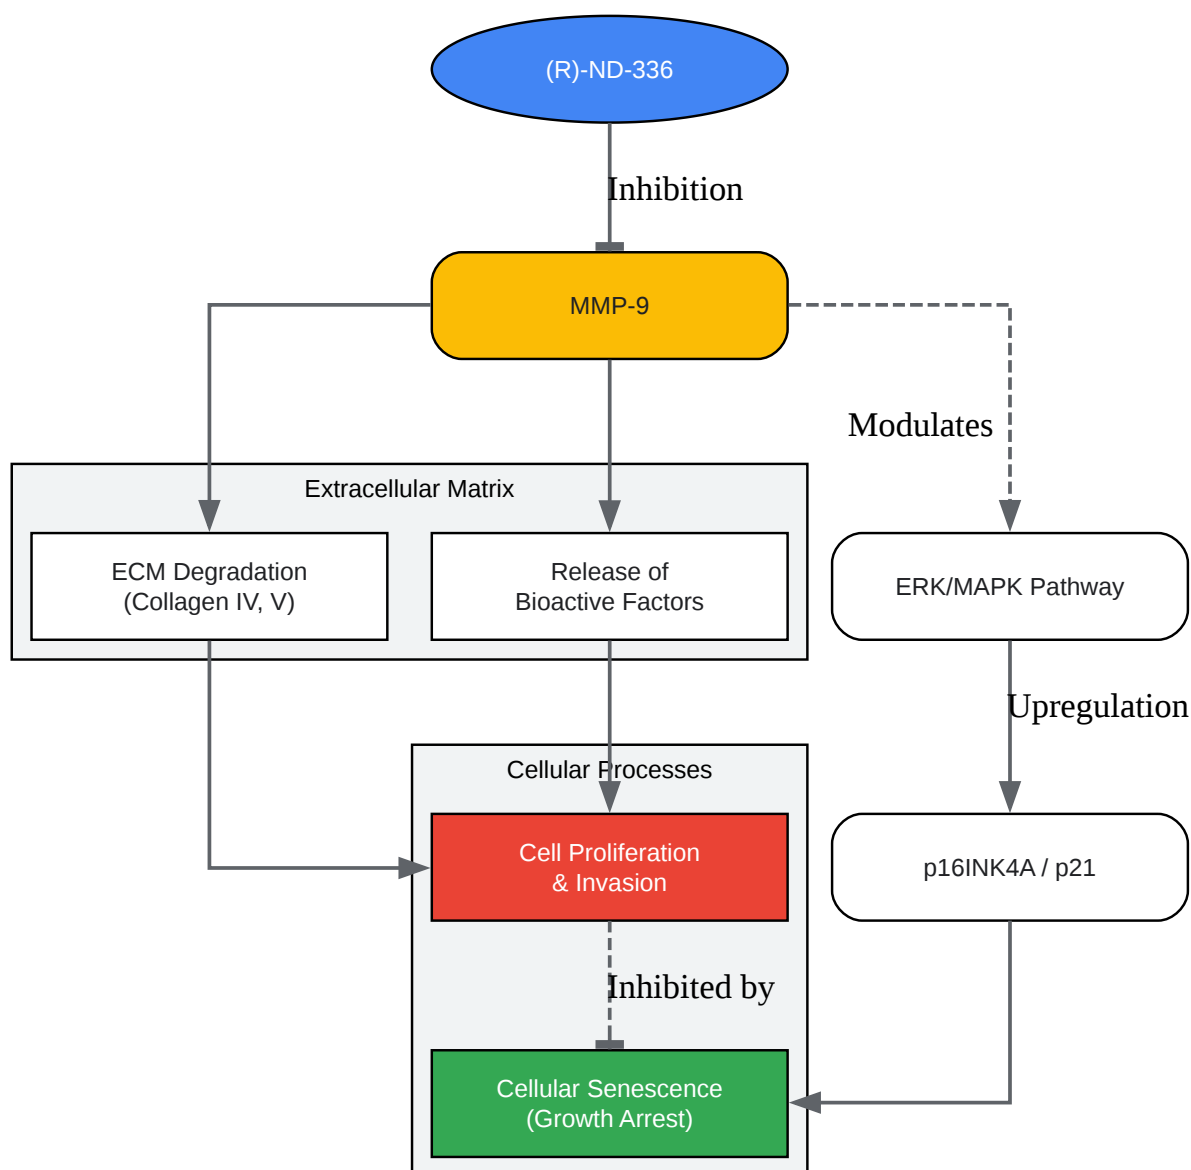 (R)-ND-336
Inhibition
MMP-9
Modulates
Extracellular Matrix
ECM Degradation
(Collagen IV, V)
Release of
Bioactive Factors
ERK/MAPK Pathway
Upregulation
Cellular Processes
Cell Proliferation
& Invasion
p16INK4A / p21
Inhibited by
Cellular Senescence
(Growth Arrest)